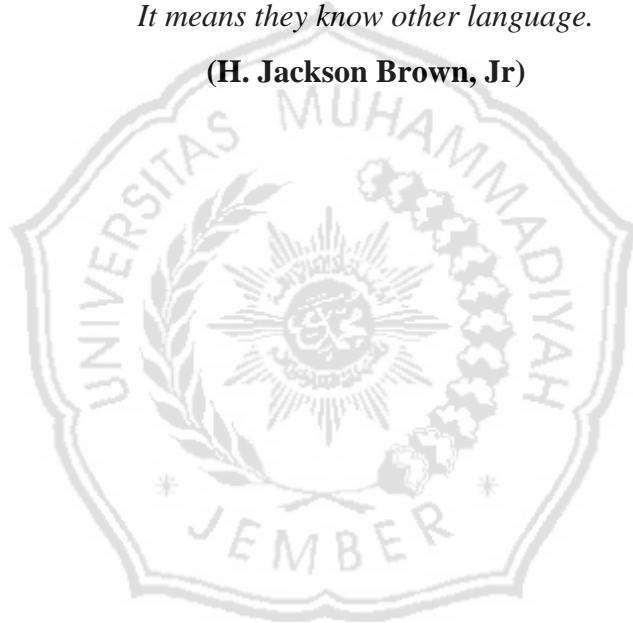 It means they know other language.
(H. Jackson Brown, Jr)
UNIVERSITAS MUHAMMADIYAH
JEMBER